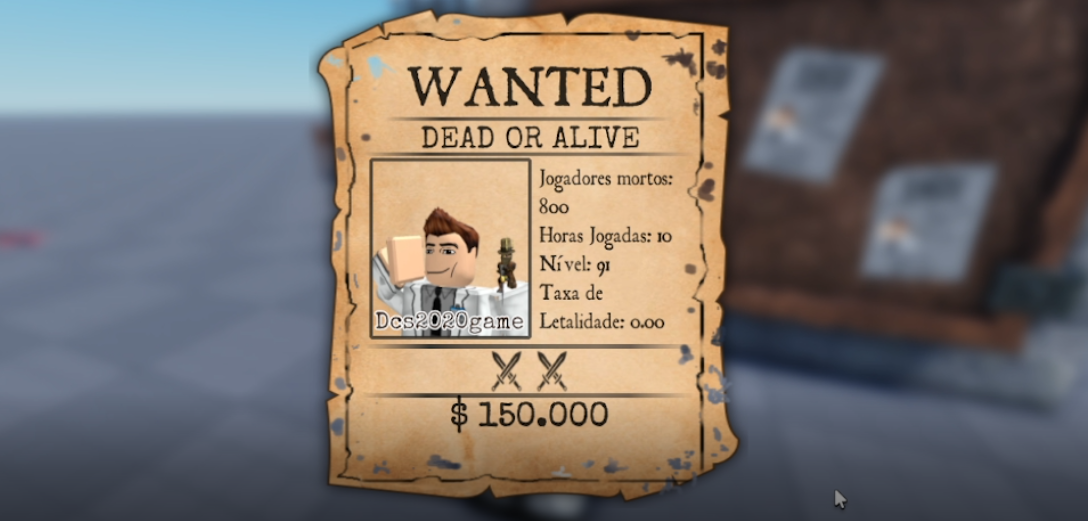 WANTED
DEAD OR ALIVE
Jogadores mortos:
800
Horas Jogadas: 10
Nível: 91
Taxa de
Letalidade: 0.00
Dcs2020game
$ 150.000